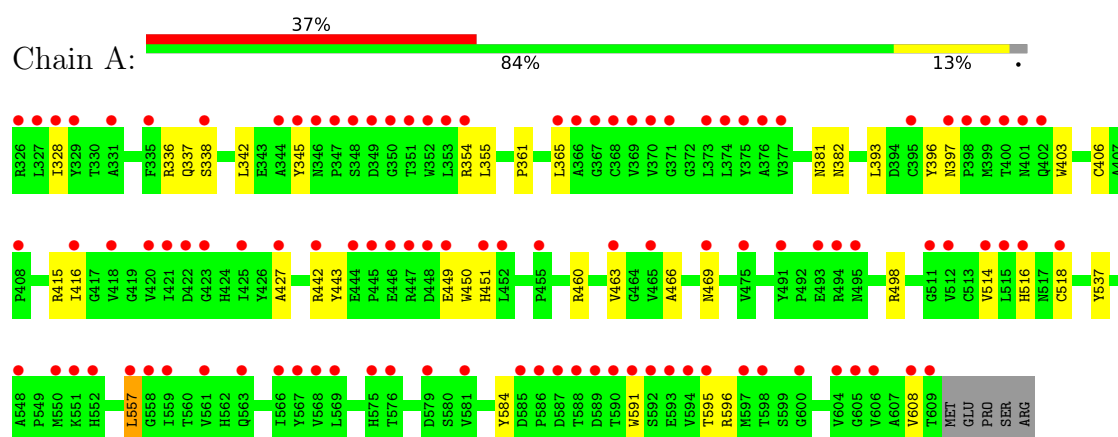 37%
Chain A:
84% 13%
R326 L327 I328 Y329 T330 A331 F335 R336 Q337 S338 L342 E343 A344 Y345 N346 P347 S348 D349 G350 T351 W352 L353 R354 L355 P361 L365 A366 G367 C368 V369 V370 G371 G372 L373 L374 Y375 A376 V377 N381 N382 L393 D394 C395 Y396 N397 P398 M399 T400 N401 Q402 W403 C406 A407
P408 R415 I416 G417 V418 G419 V420 I421 D422 G423 H424 I425 Y426 A427 R442 Y443 E444 P445 E446 R447 D448 E449 W450 H451 L452 P455 R460 V463 G464 V465 A466 N469 V475 Y491 P492 E493 R494 N495 R498 G511 V512 C513 V514 L515 H516 N517 C518 Y537
A548 P549 M550 K551 H552 L557 G558 I559 T560 V561 H562 Q563 I566 Y567 V568 L569 H575 T576 D579 S580 V581 Y584 D585 P586 D587 T588 D589 T590 W591 S592 E593 V594 T595 R596 M597 T598 S599 G600 V604 G605 V606 A607 V608 T609 MET GLU PRO SER ARG